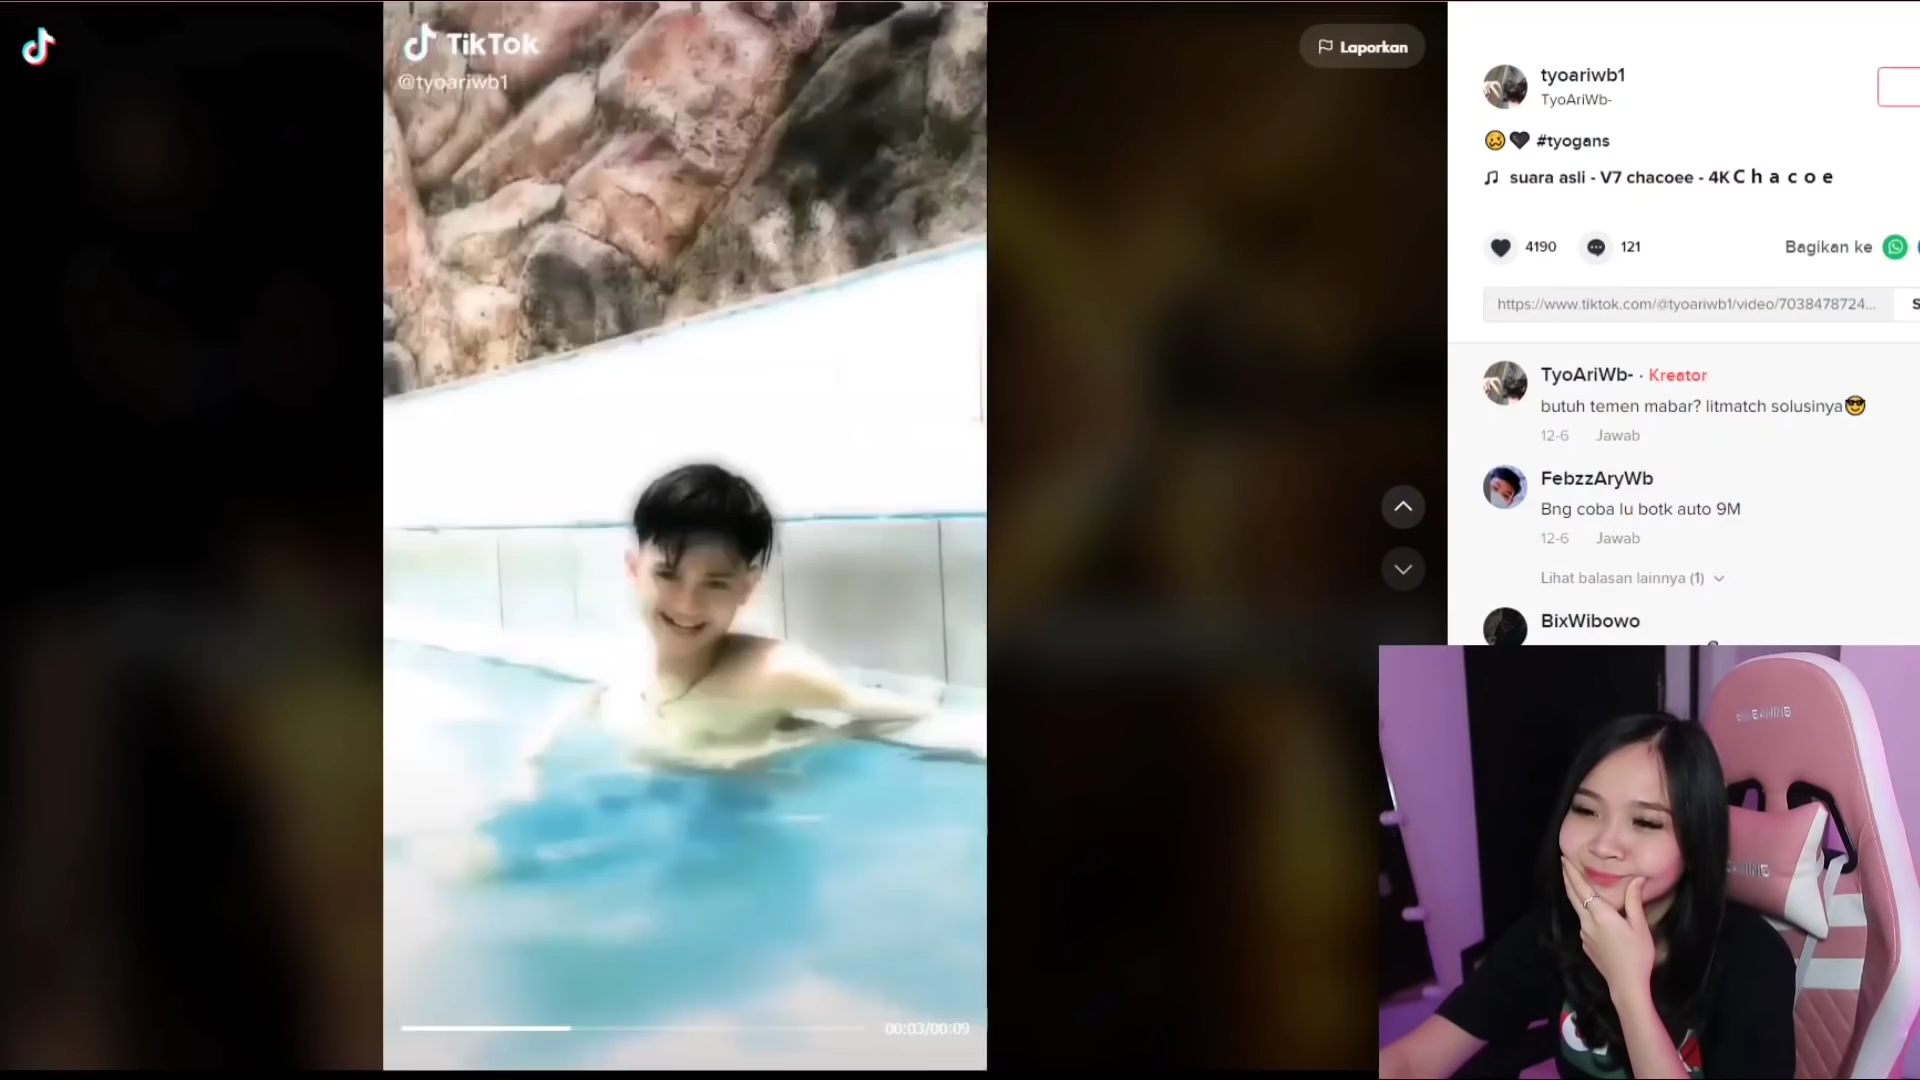 TikTok
@tyoariwb1
Laporkan
00:03/00:09
tyoariwb1
TyoAriWb-
🥴🖤 #tyogans
♫ suara asli - V7 chacoee - 4K C h a c o e
4190
121
Bagikan ke
https://www.tiktok.com/@tyoariwb1/video/7038478724...
TyoAriWb- · Kreator
butuh temen mabar? litmatch solusinya😎
12-6 Jawab
FebzzAryWb
Bng coba lu botk auto 9M
12-6 Jawab
Lihat balasan lainnya (1)
BixWibowo